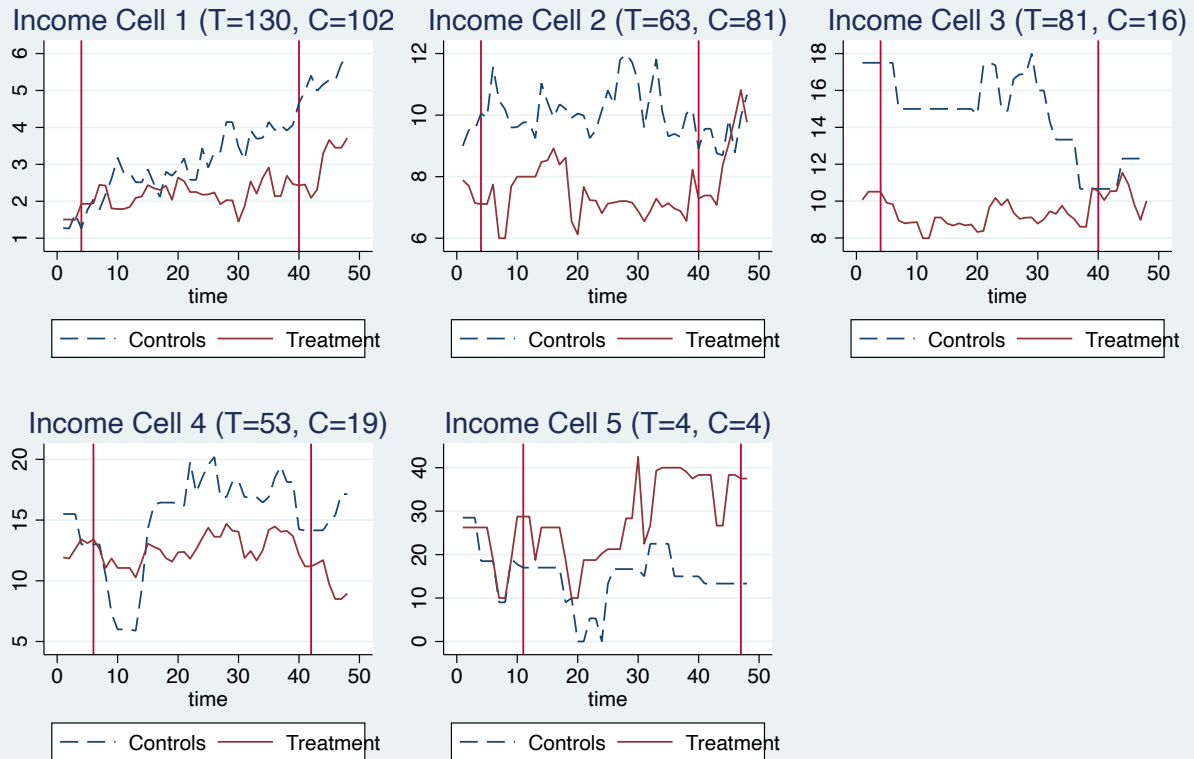 Income Cell 1 (T=130, C=102
1 2 3 4 5 6
0 10 20 30 40 50
time
Controls Treatment
Income Cell 2 (T=63, C=81)
6 8 10 12
0 10 20 30 40 50
time
Controls Treatment
Income Cell 3 (T=81, C=16)
8 10 12 14 16 18
0 10 20 30 40 50
time
Controls Treatment
Income Cell 4 (T=53, C=19)
5 10 15 20
0 10 20 30 40 50
time
Controls Treatment
Income Cell 5 (T=4, C=4)
0 10 20 30 40
0 10 20 30 40 50
time
Controls Treatment